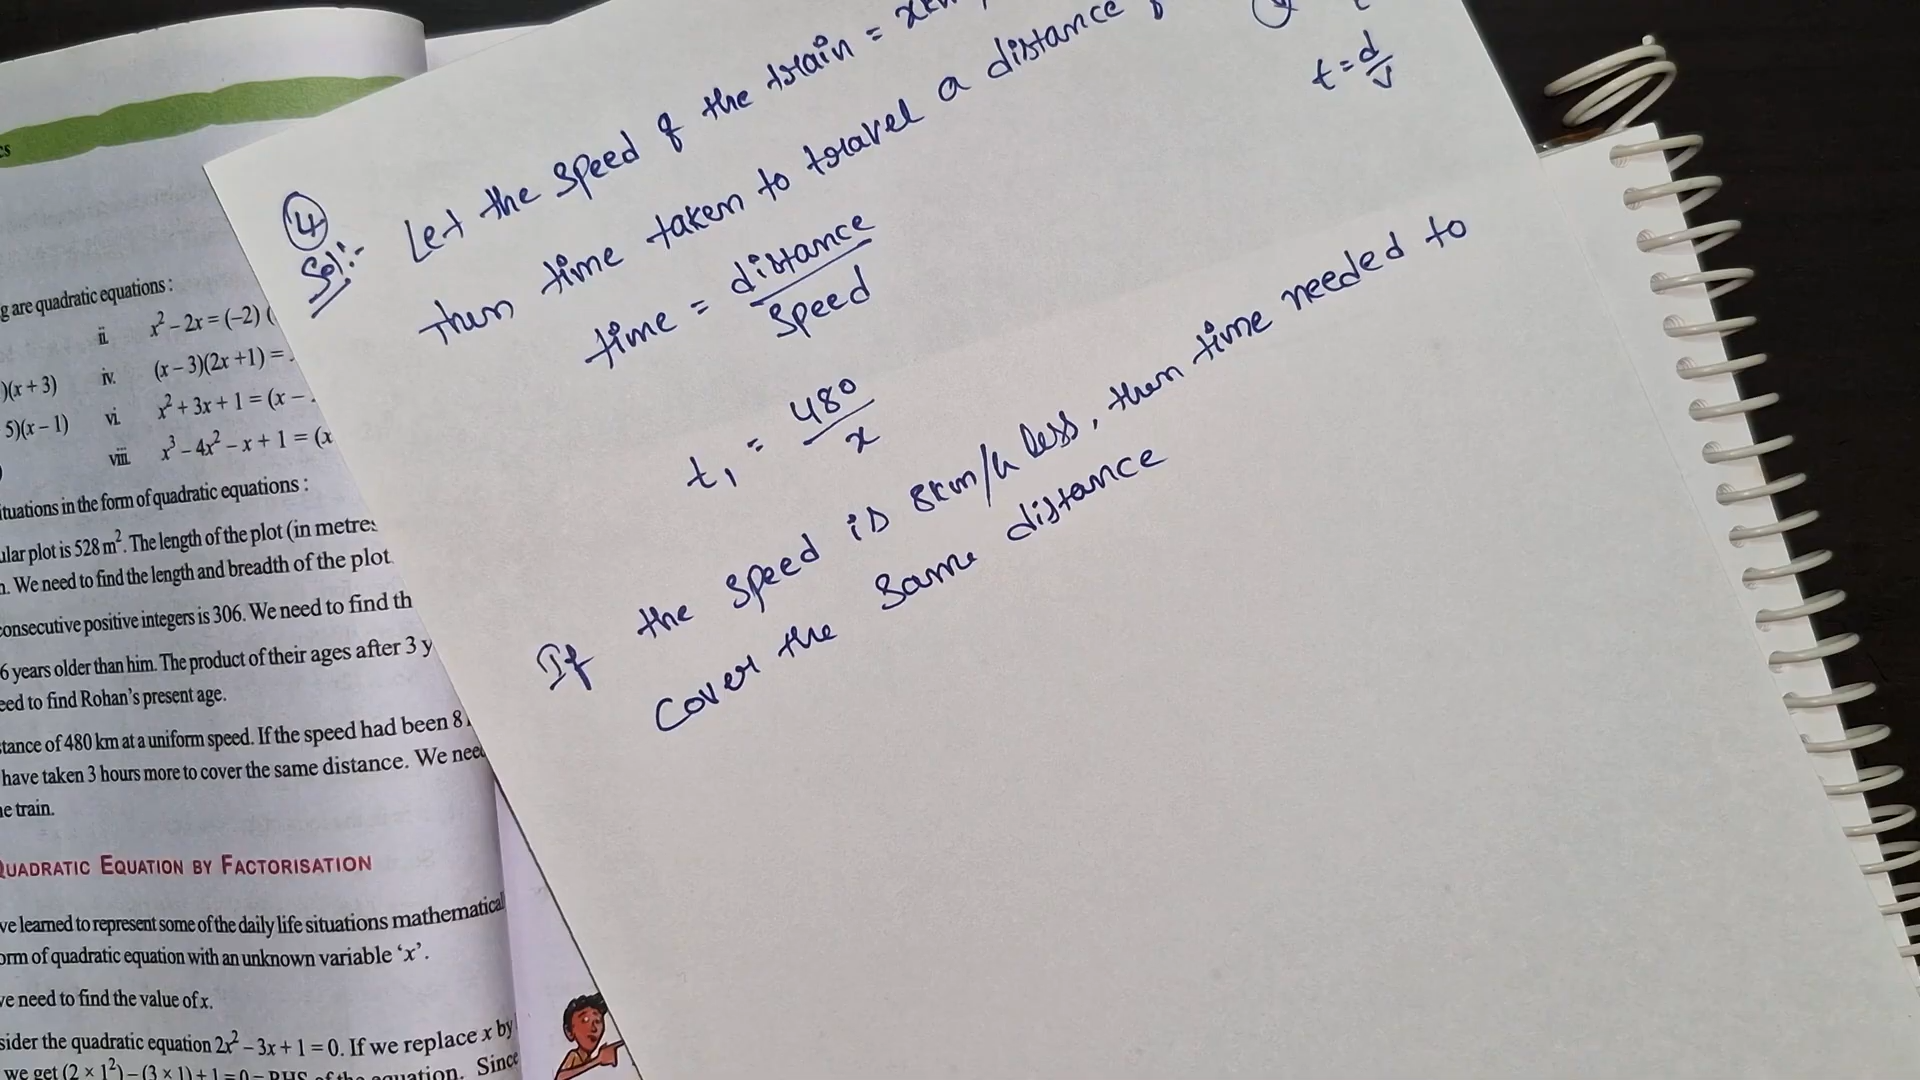 ④
Sol:-
Let the speed of the train = x
then time taken to travel a distance
t = d/v
time = distance/speed
t₁ = 480/x
If the speed is 8km/h less, then time needed to
cover the same distance
g are quadratic equations :
ii. x² – 2x = (–2) (
)(x + 3) iv. (x – 3)(2x +1) =
5)(x – 1) vi. x² + 3x + 1 = (x –
viii. x³ – 4x² – x + 1 = (x
ituations in the form of quadratic equations :
ular plot is 528 m². The length of the plot (in metres
. We need to find the length and breadth of the plot.
consecutive positive integers is 306. We need to find th
6 years older than him. The product of their ages after 3 y
eed to find Rohan's present age.
stance of 480 km at a uniform speed. If the speed had been 8
have taken 3 hours more to cover the same distance. We need
e train.
QUADRATIC EQUATION BY FACTORISATION
ve learned to represent some of the daily life situations mathematical
orm of quadratic equation with an unknown variable ‘x’.
ve need to find the value of x.
sider the quadratic equation 2x² – 3x + 1 = 0. If we replace x by
we get (2 × 1²) – (3 × 1) + 1 = 0 = RHS of the equation. Since